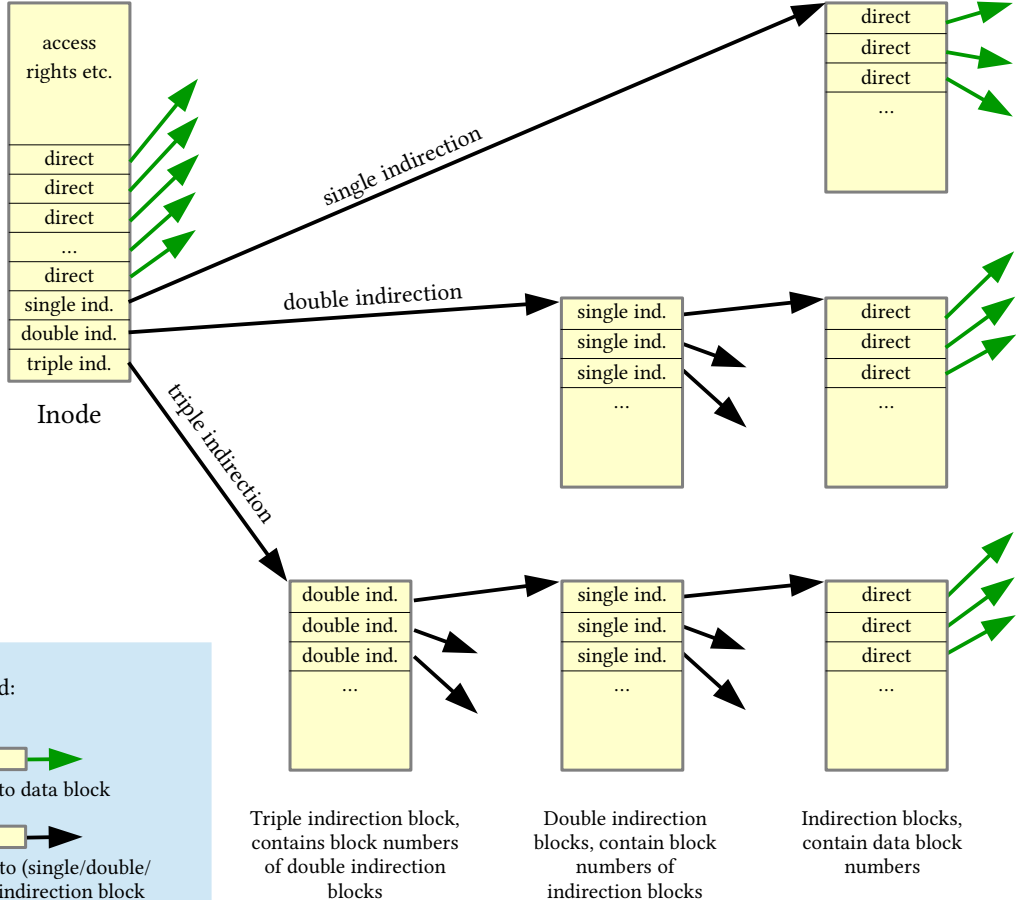 access
rights etc.
direct
direct
direct
...
direct
single ind.
double ind.
triple ind.
Inode
single indirection
double indirection
triple indirection
direct
direct
direct
...
single ind.
single ind.
single ind.
...
direct
direct
direct
...
double ind.
double ind.
double ind.
...
single ind.
single ind.
single ind.
...
direct
direct
direct
...
d:
to data block
to (single/double/
indirection block
Triple indirection block,
contains block numbers
of double indirection
blocks
Double indirection
blocks, contain block
numbers of
indirection blocks
Indirection blocks,
contain data block
numbers